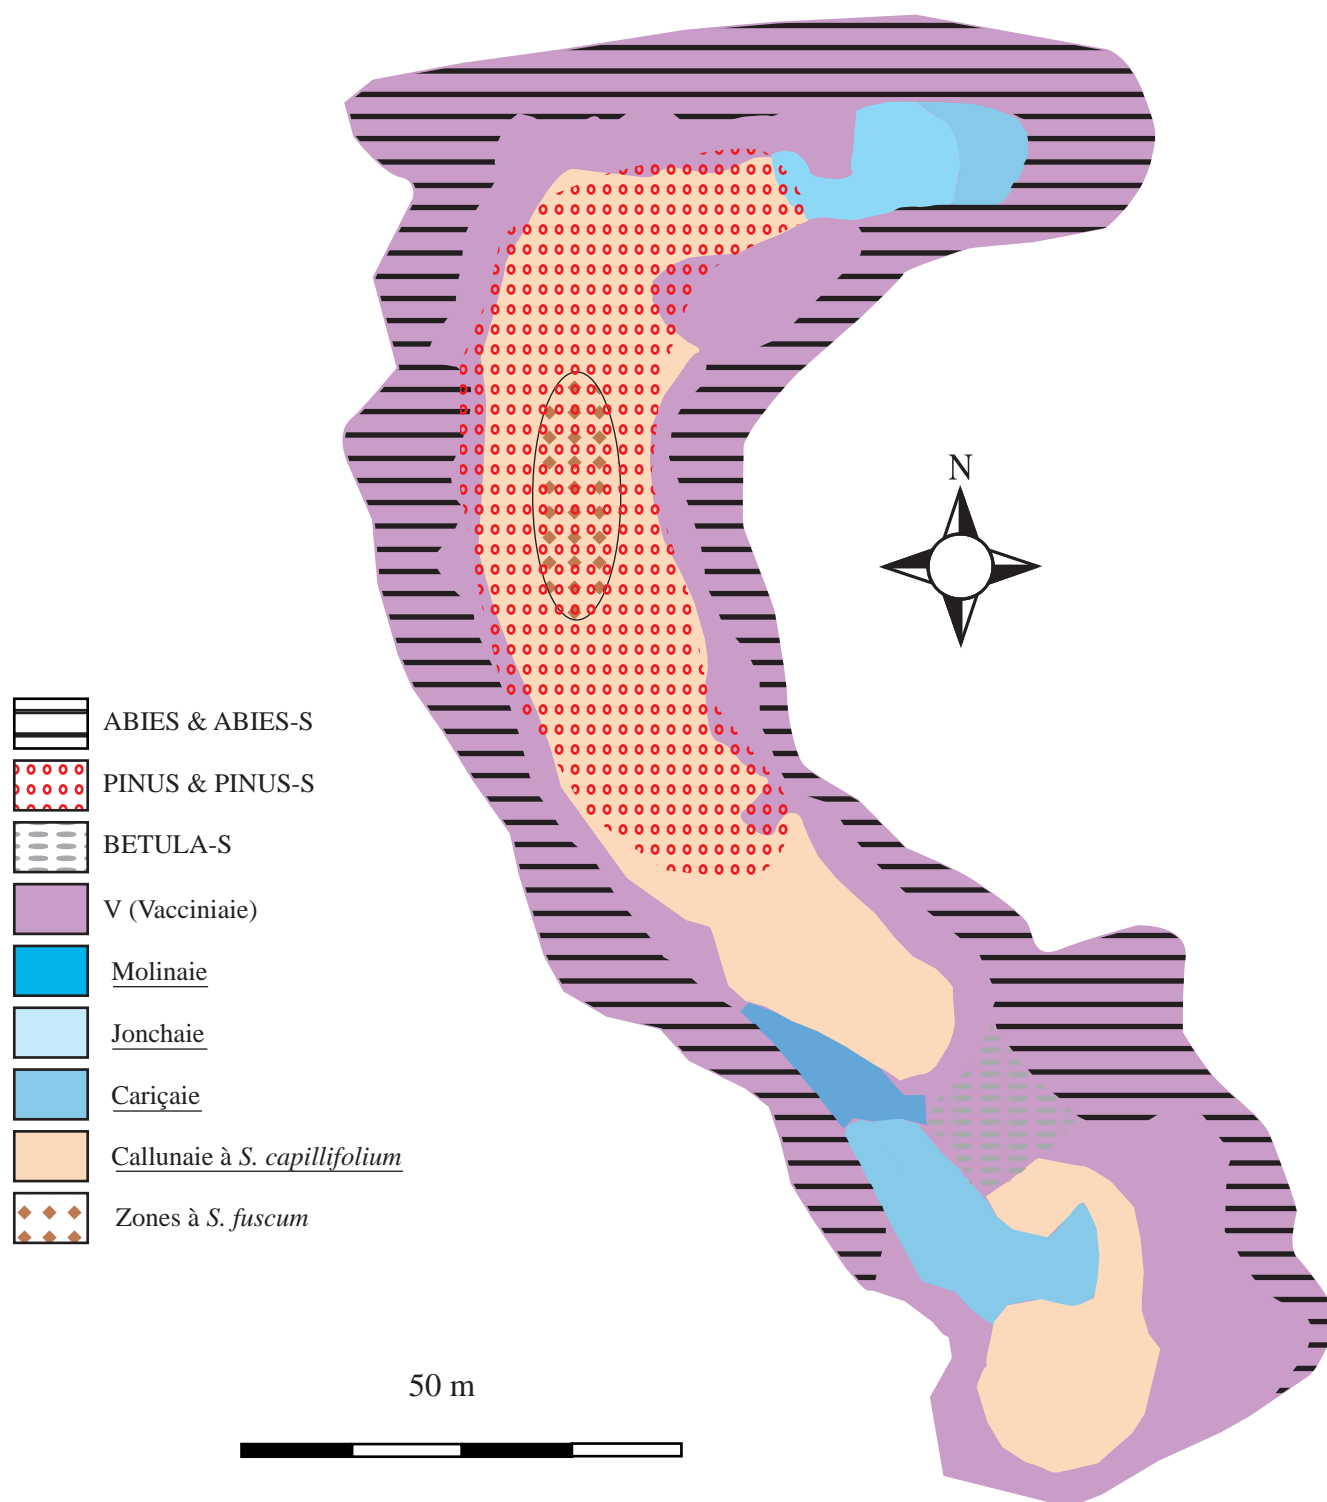 N
ABIES & ABIES-S
PINUS & PINUS-S
BETULA-S
V (Vacciniaie)
Molinaie
Jonchaie
Cariçaie
Callunaie à S. capillifolium
Zones à S. fuscum
50 m